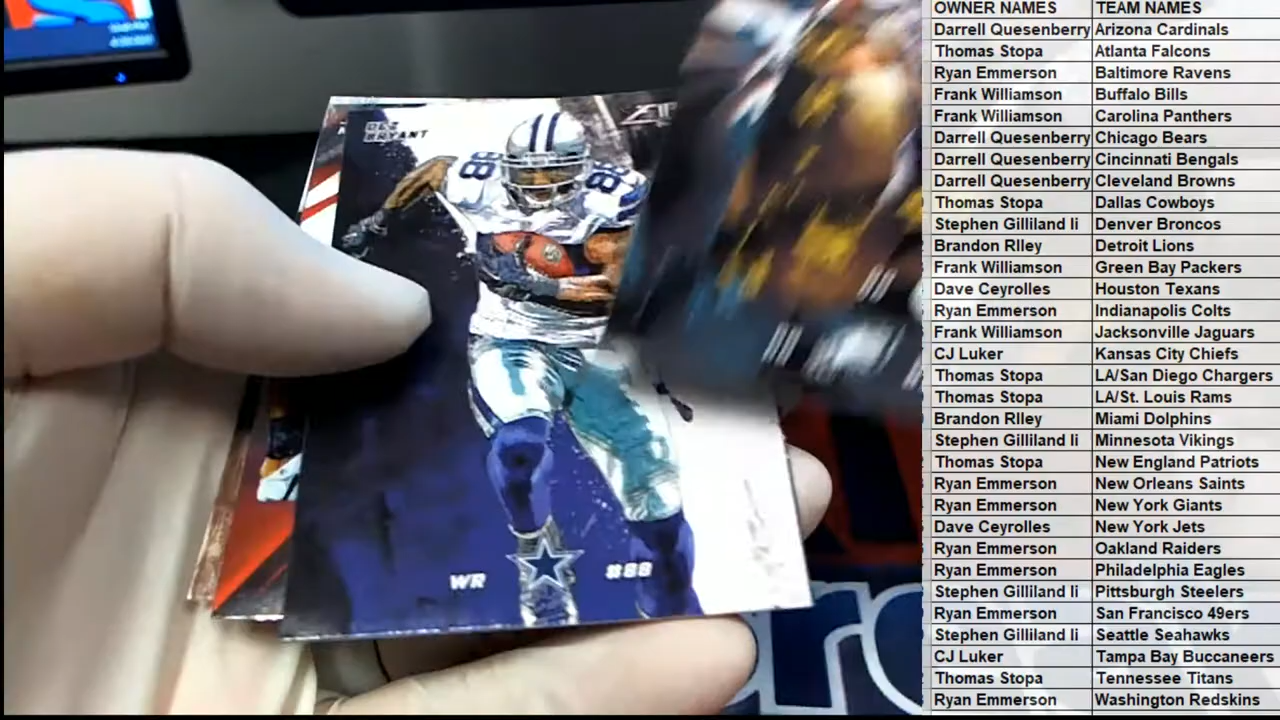 DEZ BRYANT
88
88
WR
#88
OWNER NAMES TEAM NAMES
Darrell Quesenberry Arizona Cardinals
Thomas Stopa Atlanta Falcons
Ryan Emmerson Baltimore Ravens
Frank Williamson Buffalo Bills
Frank Williamson Carolina Panthers
Darrell Quesenberry Chicago Bears
Darrell Quesenberry Cincinnati Bengals
Darrell Quesenberry Cleveland Browns
Thomas Stopa Dallas Cowboys
Stephen Gilliland Ii Denver Broncos
Brandon RIley Detroit Lions
Frank Williamson Green Bay Packers
Dave Ceyrolles Houston Texans
Ryan Emmerson Indianapolis Colts
Frank Williamson Jacksonville Jaguars
CJ Luker Kansas City Chiefs
Thomas Stopa LA/San Diego Chargers
Thomas Stopa LA/St. Louis Rams
Brandon RIley Miami Dolphins
Stephen Gilliland Ii Minnesota Vikings
Thomas Stopa New England Patriots
Ryan Emmerson New Orleans Saints
Ryan Emmerson New York Giants
Dave Ceyrolles New York Jets
Ryan Emmerson Oakland Raiders
Ryan Emmerson Philadelphia Eagles
Stephen Gilliland Ii Pittsburgh Steelers
Ryan Emmerson San Francisco 49ers
Stephen Gilliland Ii Seattle Seahawks
CJ Luker Tampa Bay Buccaneers
Thomas Stopa Tennessee Titans
Ryan Emmerson Washington Redskins